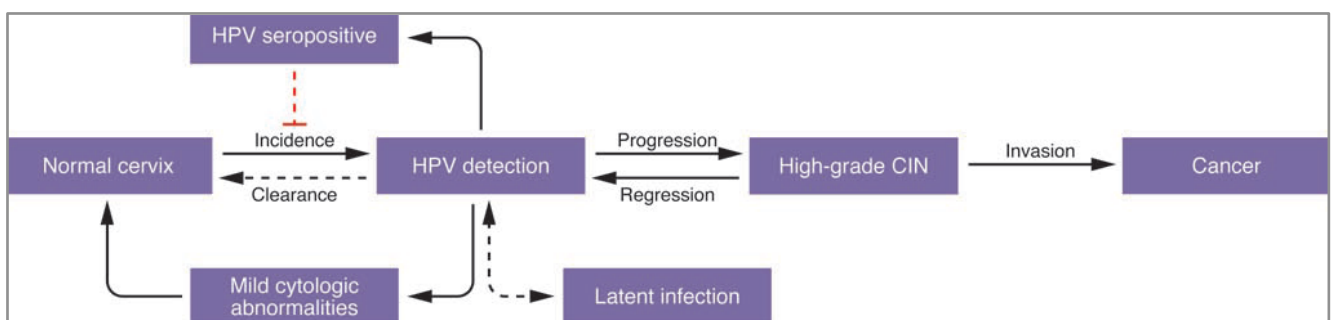 HPV seropositive
Incidence
Progression
Invasion
Normal cervix
HPV detection
High-grade CIN
Cancer
Clearance
Regression
Mild cytologic
abnormalities
Latent infection